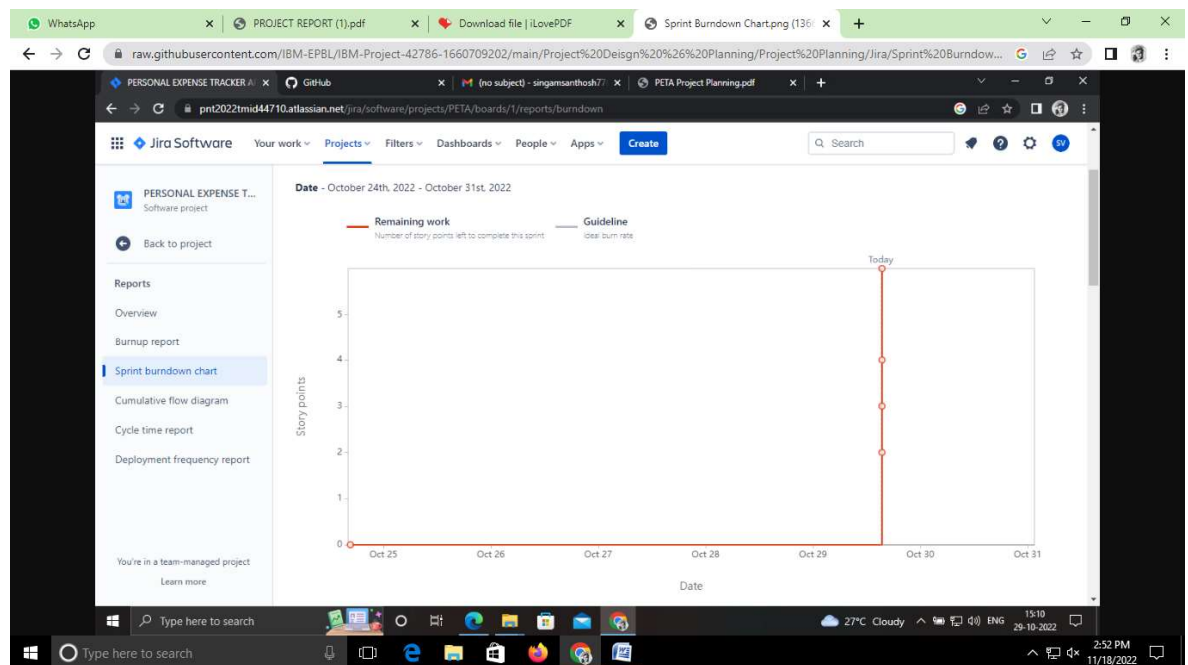 WhatsApp
PROJECT REPORT (1).pdf
Download file | iLovePDF
Sprint Burndown Chart.png (136
raw.githubusercontent.com/IBM-EPBL/IBM-Project-42786-1660709202/main/Project%20Deisgn%20%26%20Planning/Project%20Planning/Jira/Sprint%20Burndow...
PERSONAL EXPENSE TRACKER A
GitHub
(no subject) - singamsanthosh77
PETA Project Planning.pdf
pnt2022tmid44710.atlassian.net/jira/software/projects/PETA/boards/1/reports/burndown
Jira Software
Your work
Projects
Filters
Dashboards
People
Apps
Create
Search
SV
PERSONAL EXPENSE T...
Software project
Back to project
Reports
Overview
Burnup report
Sprint burndown chart
Cumulative flow diagram
Cycle time report
Deployment frequency report
You're in a team-managed project
Learn more
Date - October 24th, 2022 - October 31st, 2022
Remaining work
Number of story points left to complete this sprint
Guideline
Ideal burn rate
Today
Story points
5
4
3
2
1
0
Oct 25
Oct 26
Oct 27
Oct 28
Oct 29
Oct 30
Oct 31
Date
Type here to search
27°C Cloudy
ENG
15:10
29-10-2022
Type here to search
2:52 PM
11/18/2022